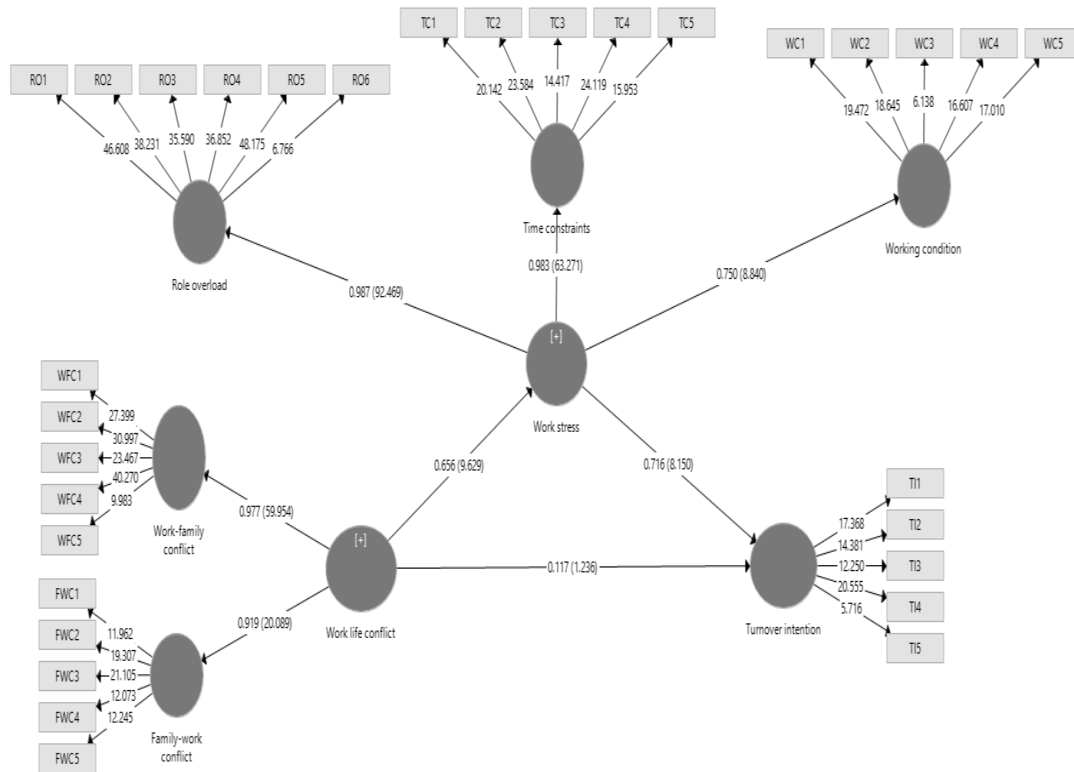 TC1 TC2 TC3 TC4 TC5
WC1 WC2 WC3 WC4 WC5
RO1 RO2 RO3 RO4 RO5 RO6
20.142 23.584 14.417 24.119 15.953
19.472 18.645 6.138 16.607 17.010
46.608 38.231 35.590 36.852 48.175 6.766
Time constraints
Working condition
Role overload
0.987 (92.469)
0.983 (63.271)
0.750 (8.840)
[+]
Work stress
WFC1
WFC2
WFC3
WFC4
WFC5
27.399
30.997
23.467
40.270
9.983
Work-family
conflict
0.977 (59.954)
0.656 (9.629)
0.716 (8.150)
[+]
Work life conflict
0.117 (1.236)
0.919 (20.089)
TI1
TI2
TI3
TI4
TI5
17.368
14.381
12.250
20.555
5.716
Turnover intention
FWC1
FWC2
FWC3
FWC4
FWC5
11.962
19.307
21.105
12.073
12.245
Family-work
conflict